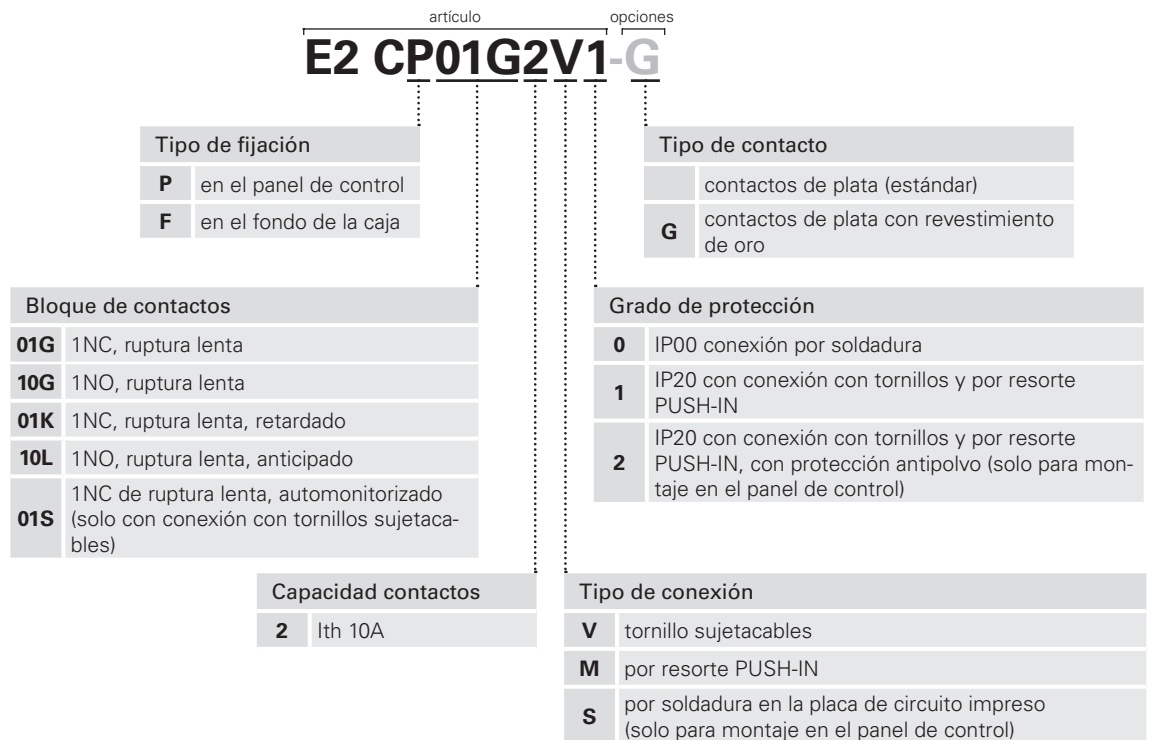 artículo
opciones
E2 CP01G2V1-G
Tipo de fijación
P en el panel de control
F en el fondo de la caja
Tipo de contacto
contactos de plata (estándar)
G contactos de plata con revestimiento
de oro
Bloque de contactos
01G 1NC, ruptura lenta
10G 1NO, ruptura lenta
01K 1NC, ruptura lenta, retardado
10L 1NO, ruptura lenta, anticipado
01S 1NC de ruptura lenta, automonitorizado
(solo con conexión con tornillos sujetaca-
bles)
Grado de protección
0 IP00 conexión por soldadura
1 IP20 con conexión con tornillos y por resorte
PUSH-IN
2 IP20 con conexión con tornillos y por resorte
PUSH-IN, con protección antipolvo (solo para mon-
taje en el panel de control)
Capacidad contactos
2 Ith 10A
Tipo de conexión
V tornillo sujetacables
M por resorte PUSH-IN
S por soldadura en la placa de circuito impreso
(solo para montaje en el panel de control)